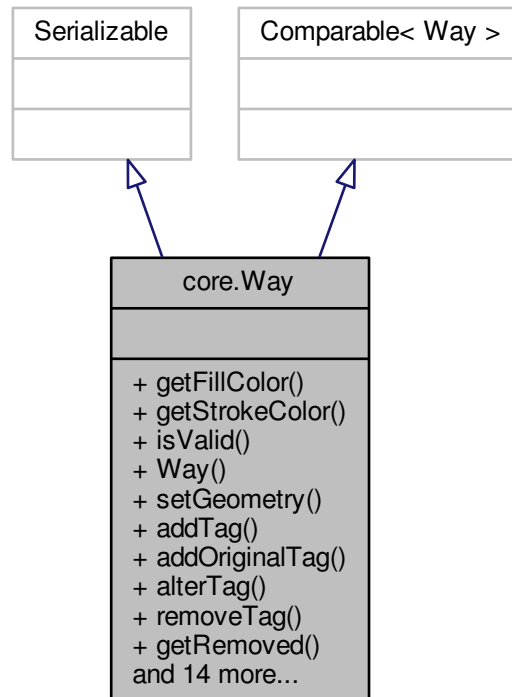 Serializable
Comparable< Way >
core.Way
+ getFillColor()
+ getStrokeColor()
+ isValid()
+ Way()
+ setGeometry()
+ addTag()
+ addOriginalTag()
+ alterTag()
+ removeTag()
+ getRemoved()
and 14 more...